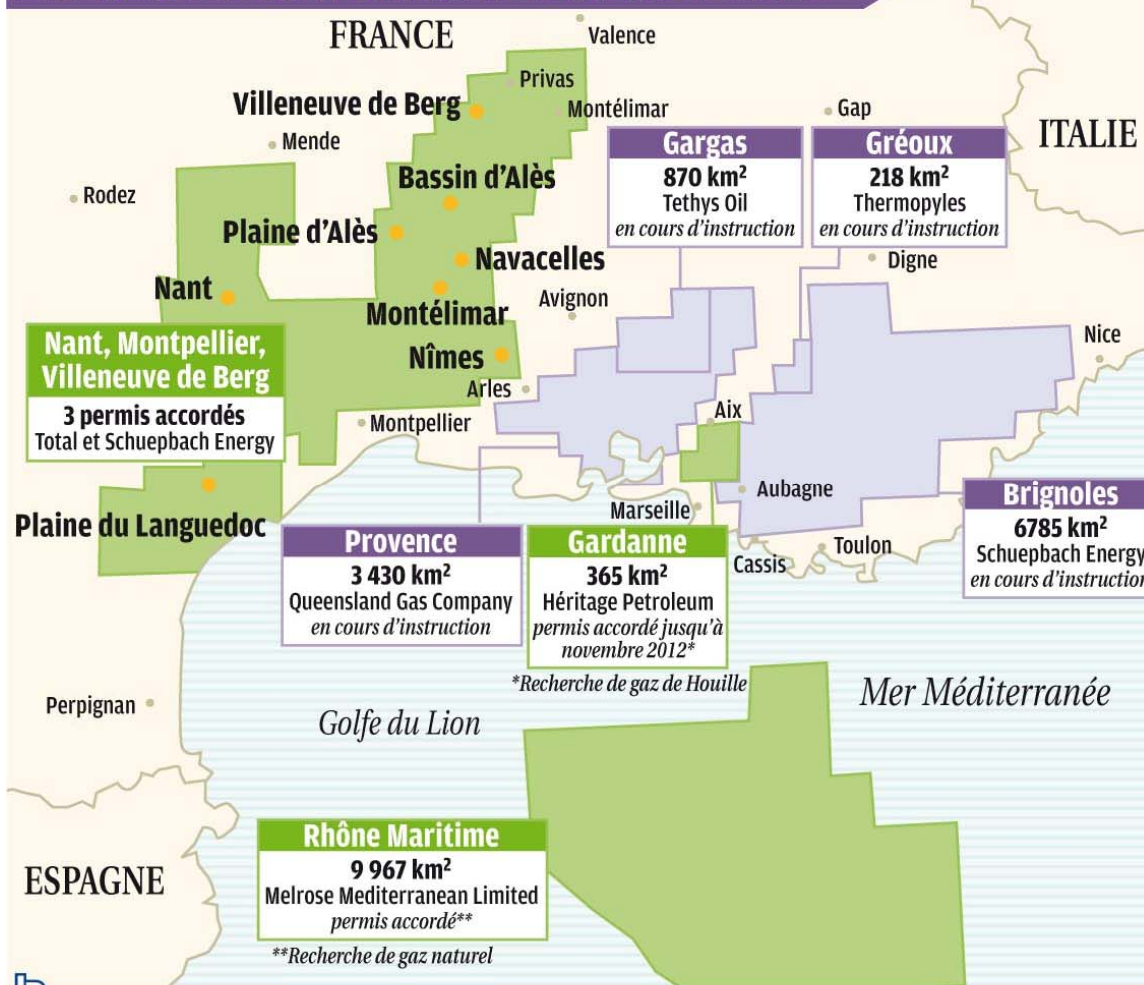 FRANCE
Valence
Privas
Villeneuve de Berg
Montélimar
Gap
ITALIE
Mende
Gargas
870 km²
Tethys Oil
en cours d'instruction
Gréoux
218 km²
Thermopyles
en cours d'instruction
Rodez
Bassin d'Alès
Plaine d'Alès
Navacelles
Digne
Nant
Montélimar
Avignon
Nîmes
Nice
Nant, Montpellier,
Villeneuve de Berg
3 permis accordés
Total et Schuepbach Energy
Arles
Montpellier
Aix
Plaine du Languedoc
Aubagne
Marseille
Cassis
Toulon
Brignoles
6785 km²
Schuepbach Energy
en cours d'instruction
Provence
3 430 km²
Queensland Gas Company
en cours d'instruction
Gardanne
365 km²
Héritage Petroleum
permis accordé jusqu'à
novembre 2012*
*Recherche de gaz de Houille
Perpignan
Golfe du Lion
Mer Méditerranée
ESPAGNE
Rhône Maritime
9 967 km²
Melrose Mediterranean Limited
permis accordé**
**Recherche de gaz naturel